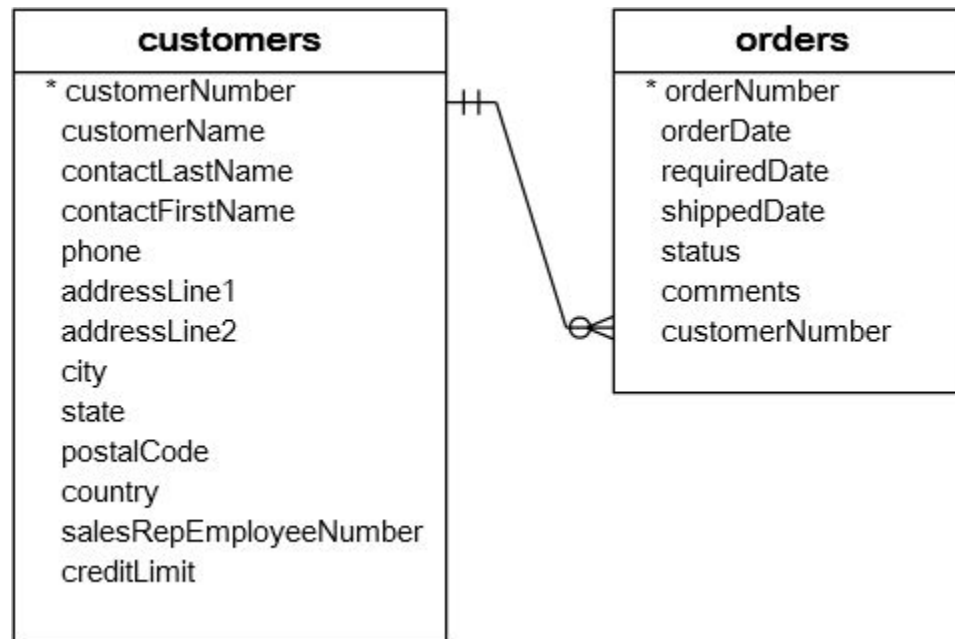 customers
* customerNumber
customerName
contactLastName
contactFirstName
phone
addressLine1
addressLine2
city
state
postalCode
country
salesRepEmployeeNumber
creditLimit
orders
* orderNumber
orderDate
requiredDate
shippedDate
status
comments
customerNumber